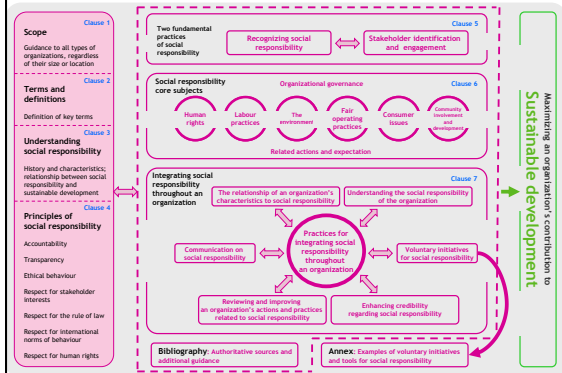 Clause 1
Scope
Guidance to all types of
organizations, regardless
of their size or location
Clause 2
Terms and
definitions
Definition of key terms
Clause 3
Understanding
social responsibility
History and characteristics;
relationship between social
responsibility and
sustainable development
Clause 4
Principles of
social responsibility
Accountability
Transparency
Ethical behaviour
Respect for stakeholder
interests
Respect for the rule of law
Respect for international
norms of behaviour
Respect for human rights
Two fundamental
practices
of social
responsibility
Clause 5
Recognizing social
responsibility
Stakeholder identification
and engagement
Social responsibility
core subjects
Organizational governance
Clause 6
Human
rights
Labour
practices
The
environment
Fair
operating
practices
Consumer
issues
Community
involvement
and
development
Related actions and expectation
Integrating social
responsibility
throughout an
organization
Clause 7
The relationship of an organization's
characteristics to social responsibility
Understanding the social responsibility
of the organization
Practices for
integrating social
responsibility
throughout
an organization
Communication on
social responsibility
Voluntary initiatives
for social responsibility
Reviewing and improving
an organization's actions and practices
related to social responsibility
Enhancing credibility
regarding social responsibility
Bibliography: Authoritative sources and
additional guidance
Annex: Examples of voluntary initiatives
and tools for social responsibility
Maximizing an organization's contribution to
Sustainable development